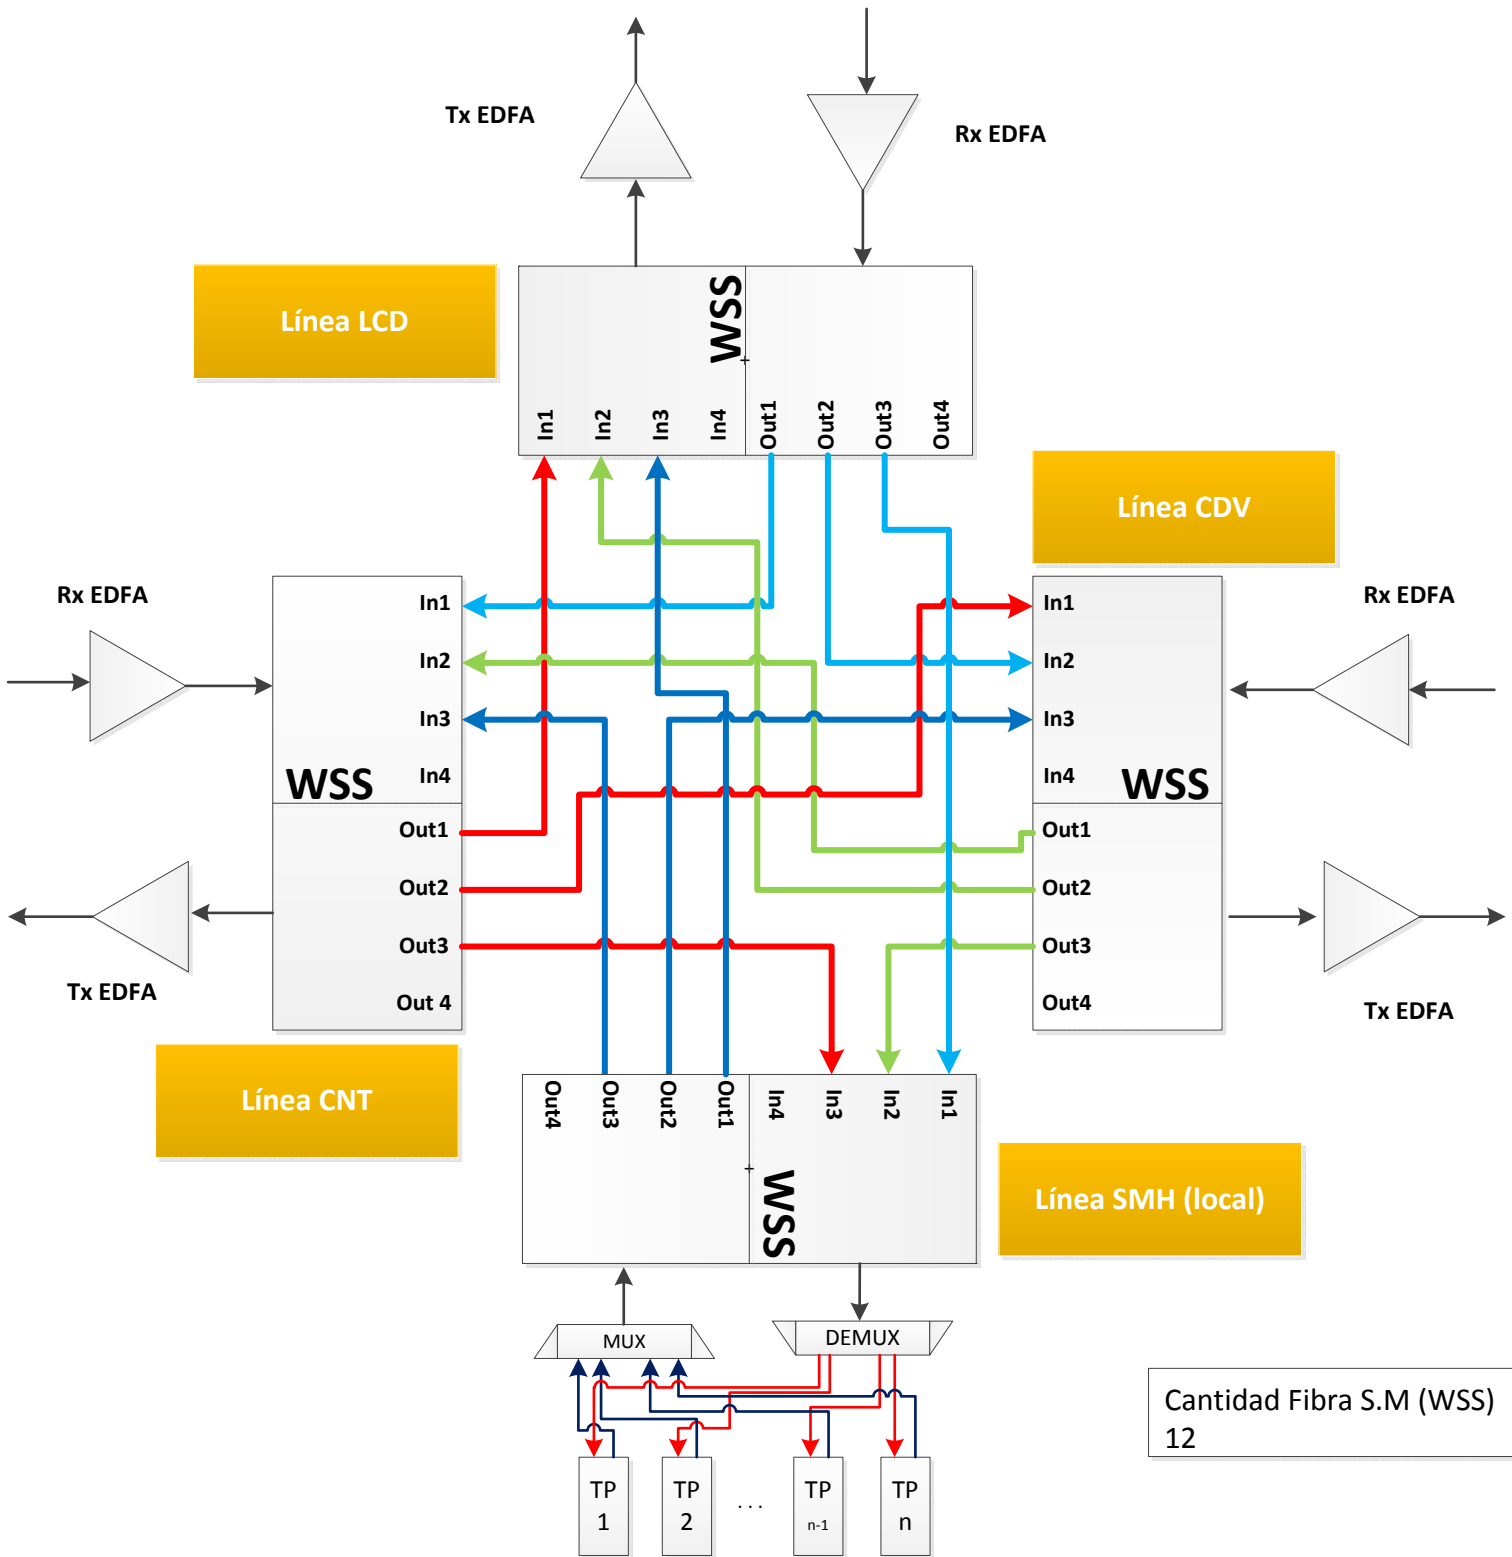 Tx EDFA
Rx EDFA
Línea LCD
WSS
In1
In2
In3
In4
Out1
Out2
Out3
Out4
Línea CDV
Rx EDFA
In1
In2
In3
In4
WSS
Out1
Out2
Out3
Out 4
Tx EDFA
Línea CNT
In1
In2
In3
In4
WSS
Out1
Out2
Out3
Out4
Rx EDFA
Tx EDFA
Out4
Out3
Out2
Out1
In4
In3
In2
In1
WSS
Línea SMH (local)
MUX
DEMUX
TP
1
TP
2
. . .
TP
n-1
TP
n
Cantidad Fibra S.M (WSS)
12